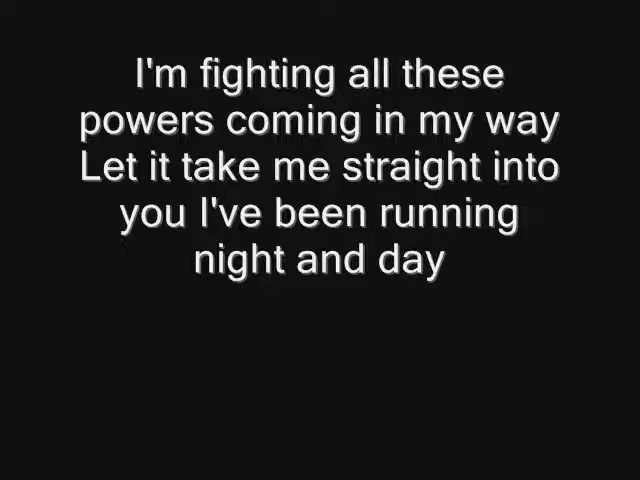 I'm fighting all these
powers coming in my way
Let it take me straight into
you I've been running
night and day